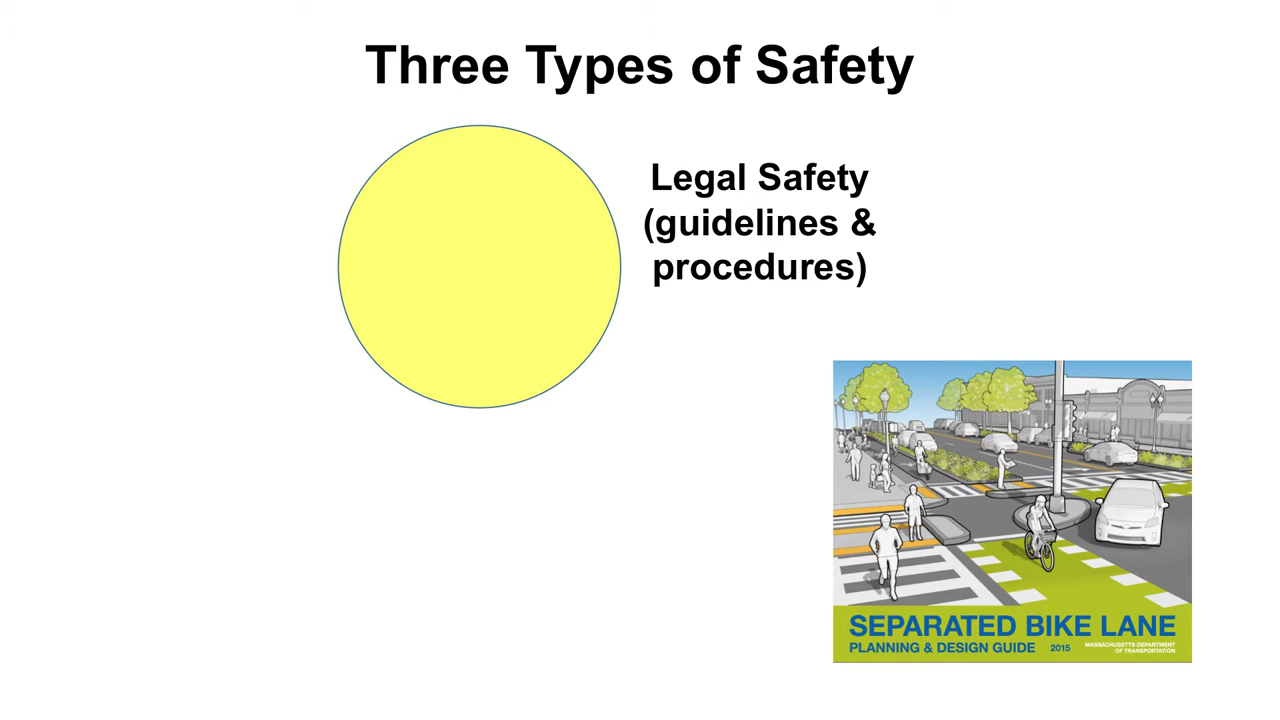 Three Types of Safety
Legal Safety
(guidelines &
procedures)
SEPARATED BIKE LANE
PLANNING & DESIGN GUIDE 2015
MASSACHUSETTS DEPARTMENT
OF TRANSPORTATION